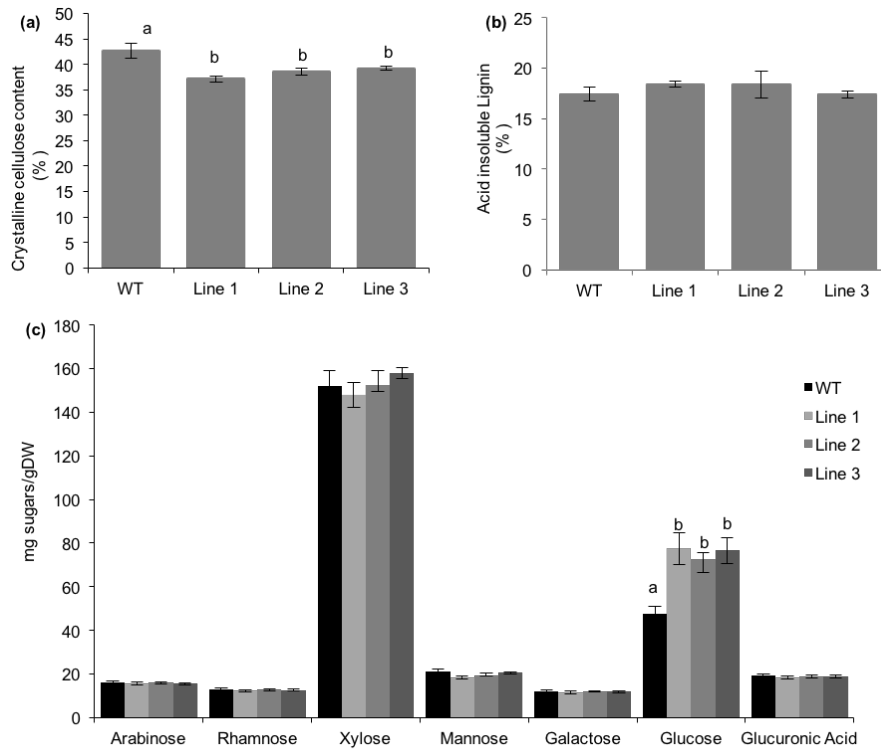 (a)
Crystalline cellulose content
(%)
50
45
40
35
30
25
20
15
10
5
0
a
b
b
b
WT
Line 1
Line 2
Line 3
(b)
Acid insoluble Lignin
(%)
25
20
15
10
5
0
WT
Line 1
Line 2
Line 3
(c)
mg sugars/gDW
180
160
140
120
100
80
60
40
20
0
a
b
b
b
WT
Line 1
Line 2
Line 3
Arabinose
Rhamnose
Xylose
Mannose
Galactose
Glucose
Glucuronic Acid